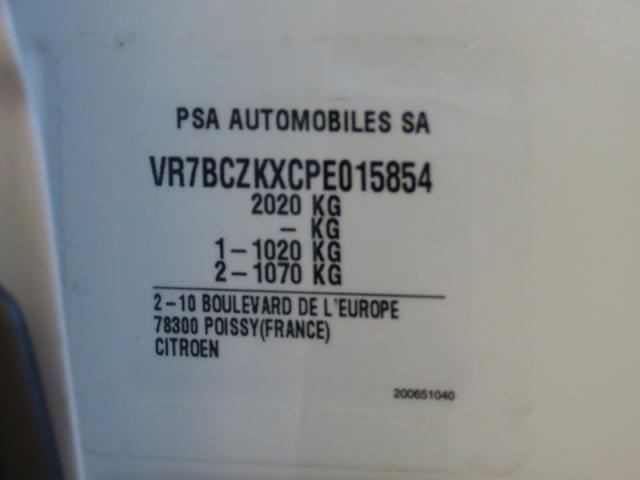 PSA AUTOMOBILES SA
VR7BCZKXCPE015854
2020 KG
– KG
1–1020 KG
2–1070 KG
2–10 BOULEVARD DE L'EUROPE
78300 POISSY(FRANCE)
CITROEN
200651040